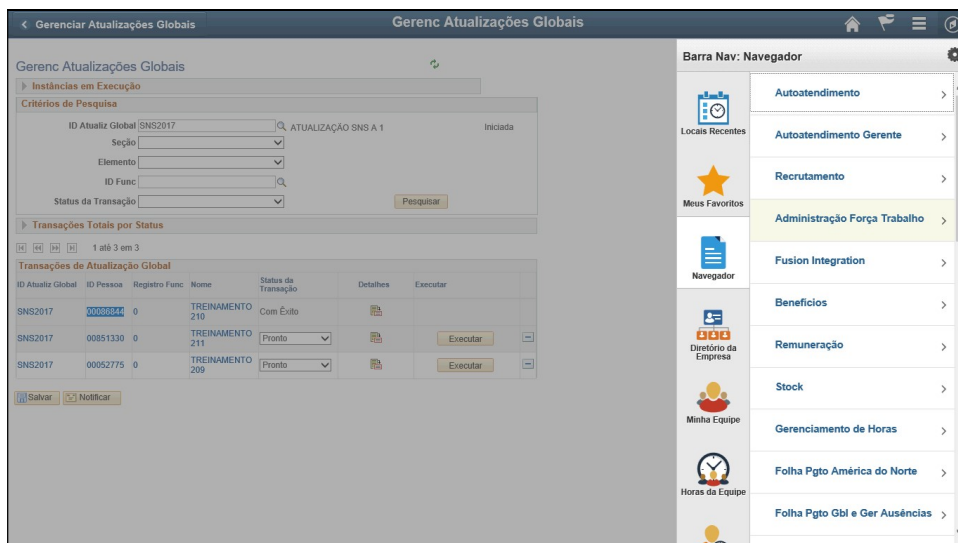 Gerenciar Atualizações Globais
Gerenc Atualizações Globais
Gerenc Atualizações Globais
Instâncias em Execução
Critérios de Pesquisa
ID Atualiz Global SNS2017 ATUALIZAÇÃO SNS A 1 Iniciada
Seção
Elemento
ID Func
Status da Transação Pesquisar
Transações Totais por Status
1 até 3 em 3
Transações de Atualização Global
ID Atualiz Global ID Pessoa Registro Func Nome Status da Transação Detalhes Executar
SNS2017 00086844 0 TREINAMENTO 210 Com Êxito
SNS2017 00851330 0 TREINAMENTO 211 Pronto Executar
SNS2017 00052775 0 TREINAMENTO 209 Pronto Executar
Salvar Notificar
Barra Nav: Navegador
Locais Recentes
Meus Favoritos
Navegador
Diretório da
Empresa
Minha Equipe
Horas da Equipe
Autoatendimento
Autoatendimento Gerente
Recrutamento
Administração Força Trabalho
Fusion Integration
Benefícios
Remuneração
Stock
Gerenciamento de Horas
Folha Pgto América do Norte
Folha Pgto Gbl e Ger Ausências